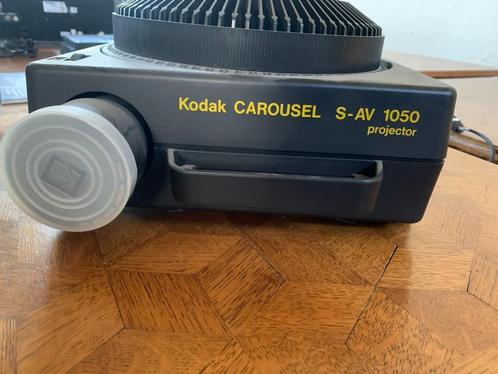 Kodak CAROUSEL S-AV 1050
projector